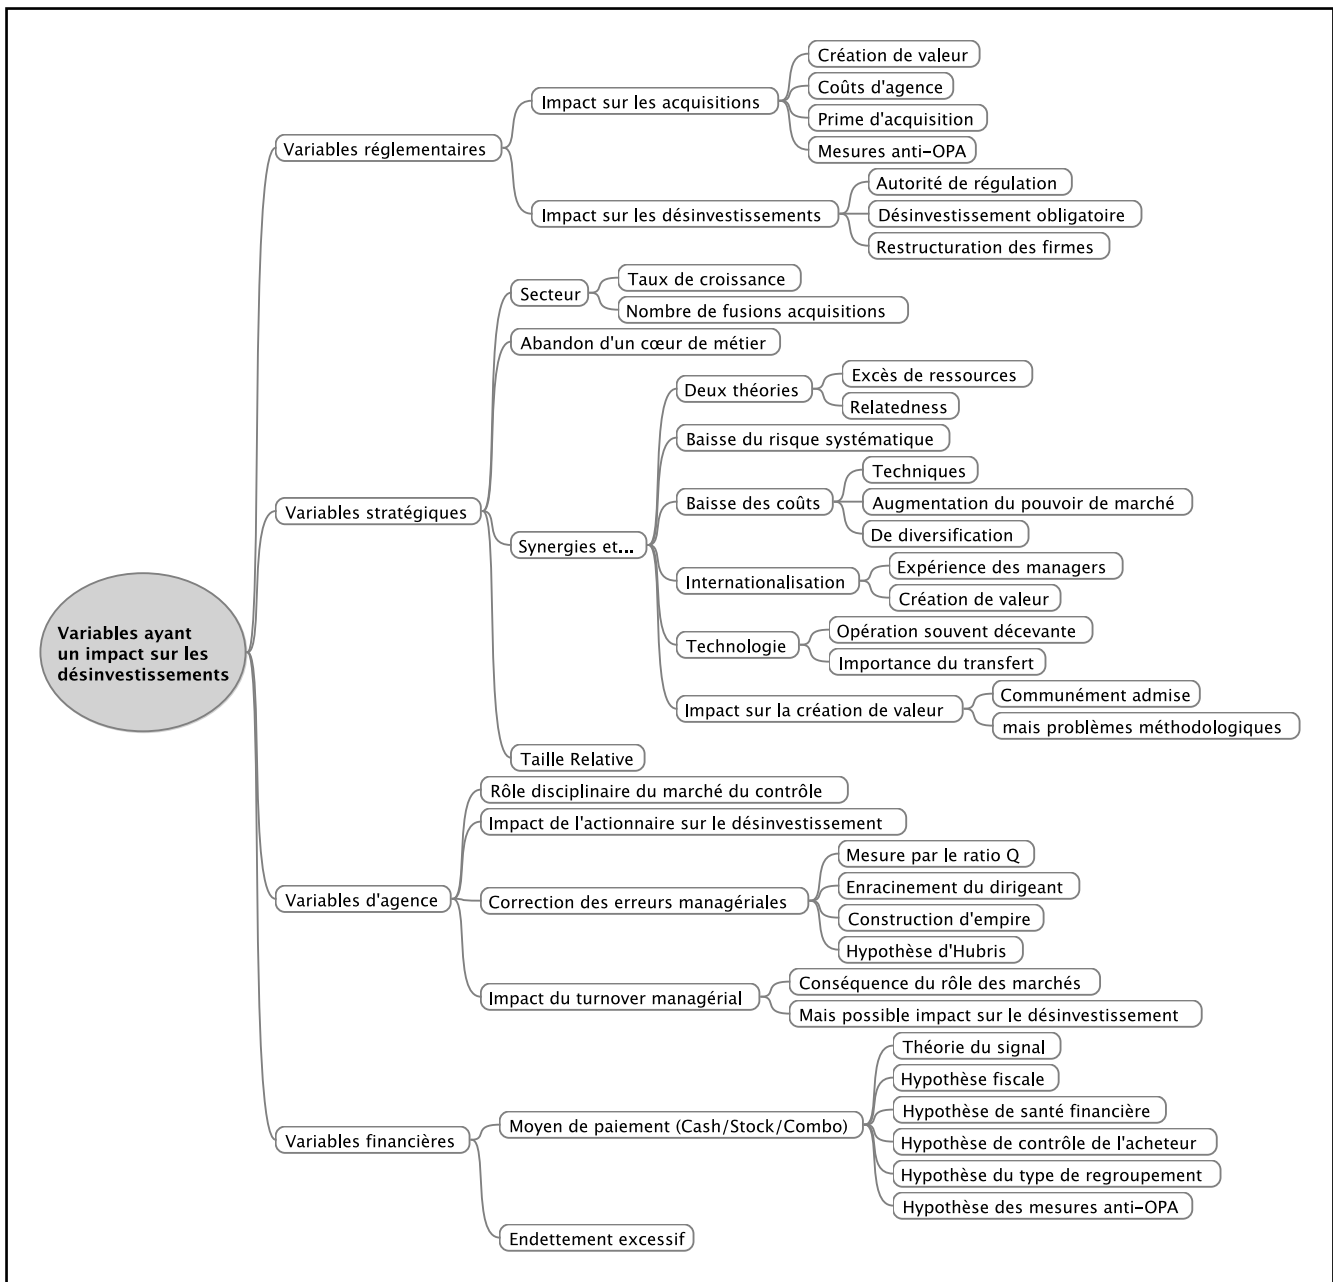 Variables ayant
un impact sur les
désinvestissements
Variables réglementaires
Impact sur les acquisitions
Création de valeur
Coûts d'agence
Prime d'acquisition
Mesures anti-OPA
Impact sur les désinvestissements
Autorité de régulation
Désinvestissement obligatoire
Restructuration des firmes
Variables stratégiques
Secteur
Taux de croissance
Nombre de fusions acquisitions
Abandon d'un cœur de métier
Synergies et...
Deux théories
Excès de ressources
Relatedness
Baisse du risque systématique
Baisse des coûts
Techniques
Augmentation du pouvoir de marché
De diversification
Internationalisation
Expérience des managers
Création de valeur
Technologie
Opération souvent décevante
Importance du transfert
Impact sur la création de valeur
Communément admise
mais problèmes méthodologiques
Taille Relative
Variables d'agence
Rôle disciplinaire du marché du contrôle
Impact de l'actionnaire sur le désinvestissement
Correction des erreurs managériales
Mesure par le ratio Q
Enracinement du dirigeant
Construction d'empire
Hypothèse d'Hubris
Impact du turnover managérial
Conséquence du rôle des marchés
Mais possible impact sur le désinvestissement
Variables financières
Moyen de paiement (Cash/Stock/Combo)
Théorie du signal
Hypothèse fiscale
Hypothèse de santé financière
Hypothèse de contrôle de l'acheteur
Hypothèse du type de regroupement
Hypothèse des mesures anti-OPA
Endettement excessif